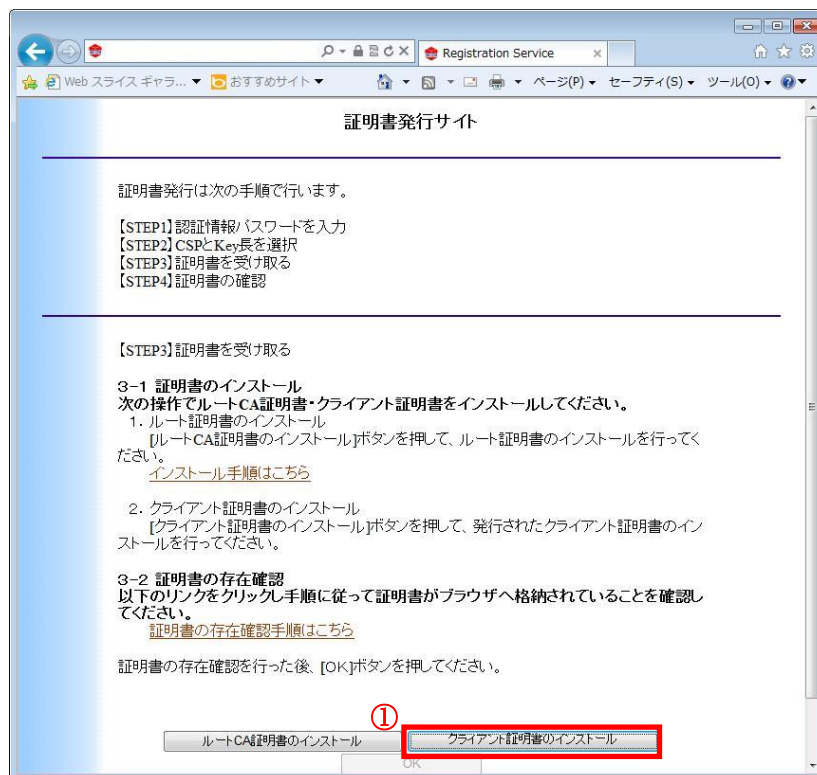 Registration Service
Web スライス ギャラ...
おすすめサイト
ページ(P)
セーフティ(S)
ツール(O)
証明書発行サイト
証明書発行は次の手順で行います。
【STEP1】認証情報パスワードを入力
【STEP2】CSPとKey長を選択
【STEP3】証明書を受け取る
【STEP4】証明書の確認
【STEP3】証明書を受け取る
3-1 証明書のインストール
次の操作でルートCA証明書・クライアント証明書をインストールしてください。
1. ルート証明書のインストール
[ルートCA証明書のインストール]ボタンを押して、ルート証明書のインストールを行ってく
ださい。
インストール手順はこちら
2. クライアント証明書のインストール
[クライアント証明書のインストール]ボタンを押して、発行されたクライアント証明書のイン
ストールを行ってください。
3-2 証明書の存在確認
以下のリンクをクリックし手順に従って証明書がブラウザへ格納されていることを確認し
てください。
証明書の存在確認手順はこちら
証明書の存在確認を行った後、[OK]ボタンを押してください。
①
ルートCA証明書のインストール
クライアント証明書のインストール
OK